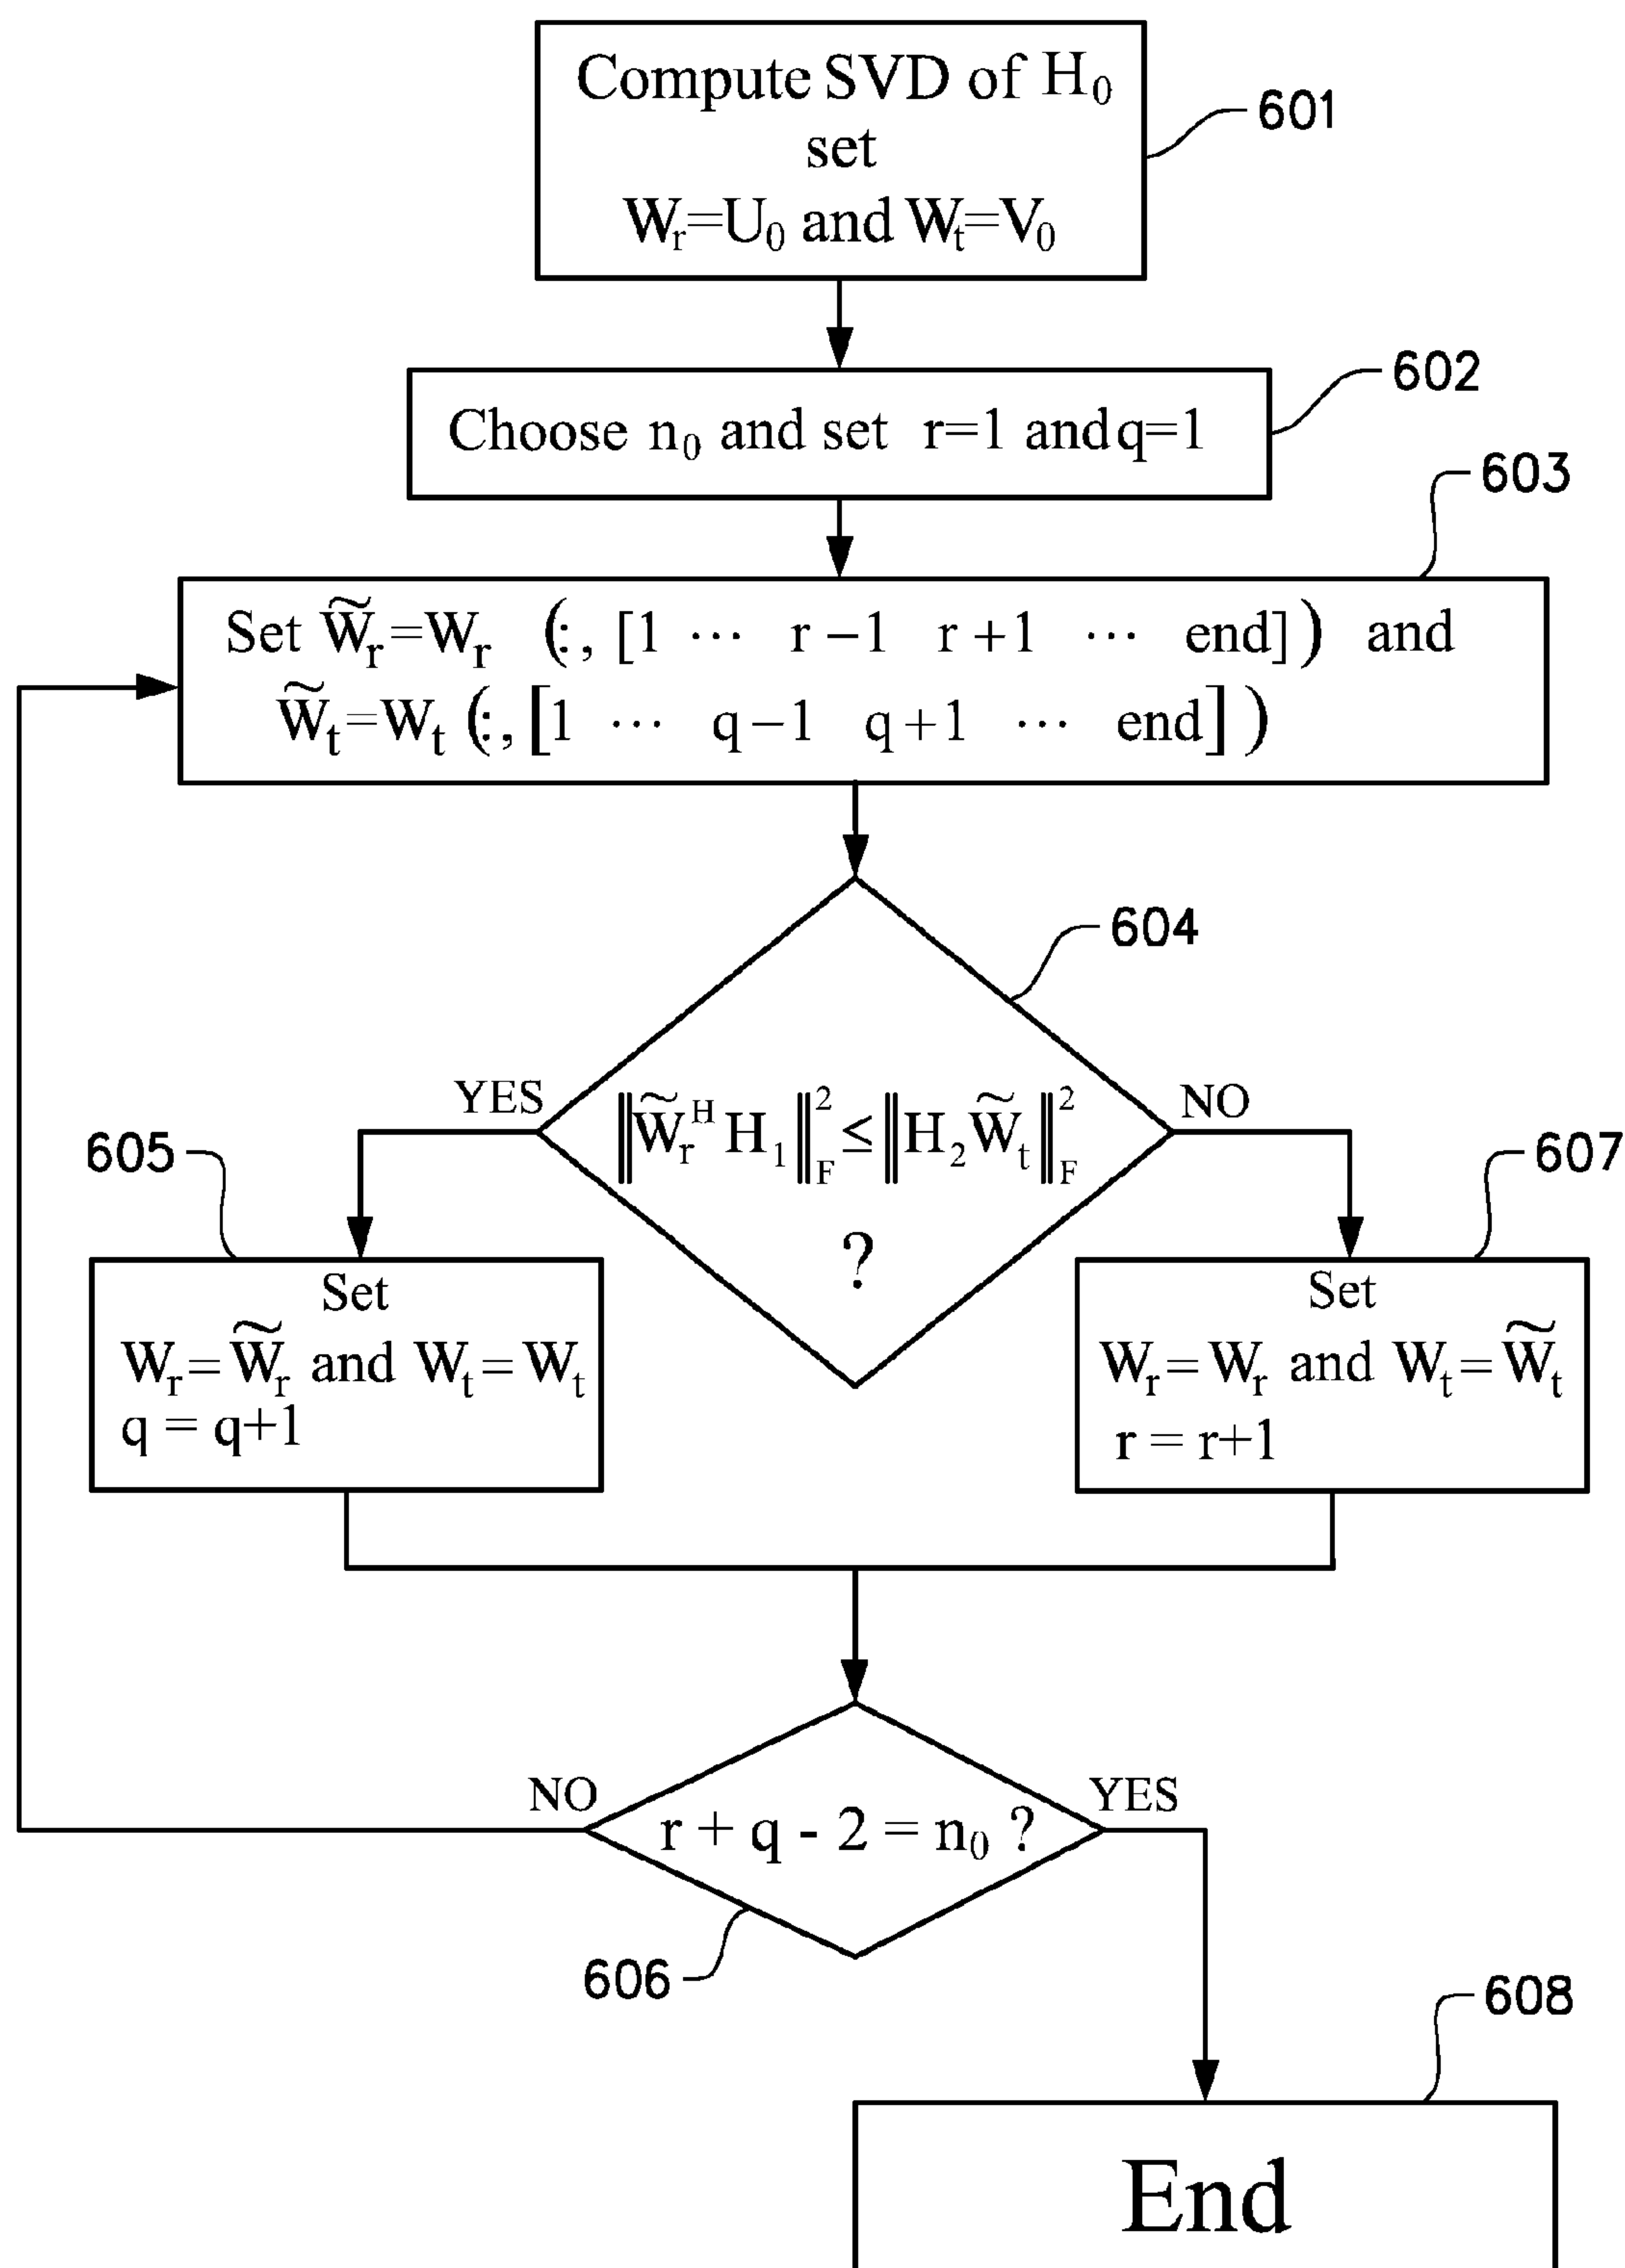 Compute SVD of H₀
set
Wᵣ=U₀ and Wₜ=V₀
601
Choose n₀ and set r=1 and q=1
602
603
Set W̃ᵣ=Wᵣ (:, [1 ⋯ r−1 r+1 ⋯ end]) and
W̃ₜ=Wₜ (:, [1 ⋯ q−1 q+1 ⋯ end])
604
YES
‖W̃ᵣᴴ H₁‖²_F ≤ ‖H₂ W̃ₜ‖²_F
?
NO
605
607
Set
Wᵣ=W̃ᵣ and Wₜ=Wₜ
q = q+1
Set
Wᵣ=Wᵣ and Wₜ=W̃ₜ
r = r+1
NO
r + q - 2 = n₀ ?
YES
606
608
End